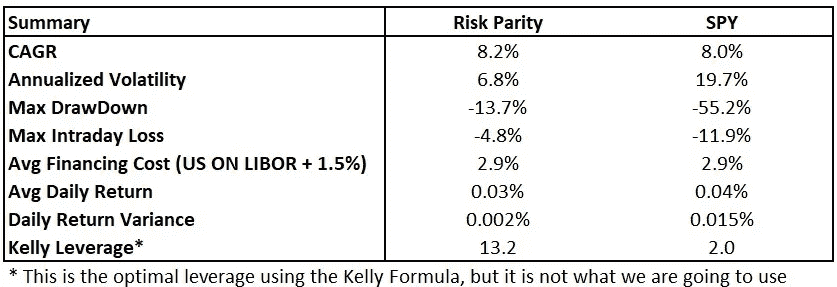 Summary Risk Parity SPY
CAGR 8.2% 8.0%
Annualized Volatility 6.8% 19.7%
Max DrawDown -13.7% -55.2%
Max Intraday Loss -4.8% -11.9%
Avg Financing Cost (US ON LIBOR + 1.5%) 2.9% 2.9%
Avg Daily Return 0.03% 0.04%
Daily Return Variance 0.002% 0.015%
Kelly Leverage* 13.2 2.0
* This is the optimal leverage using the Kelly Formula, but it is not what we are going to use